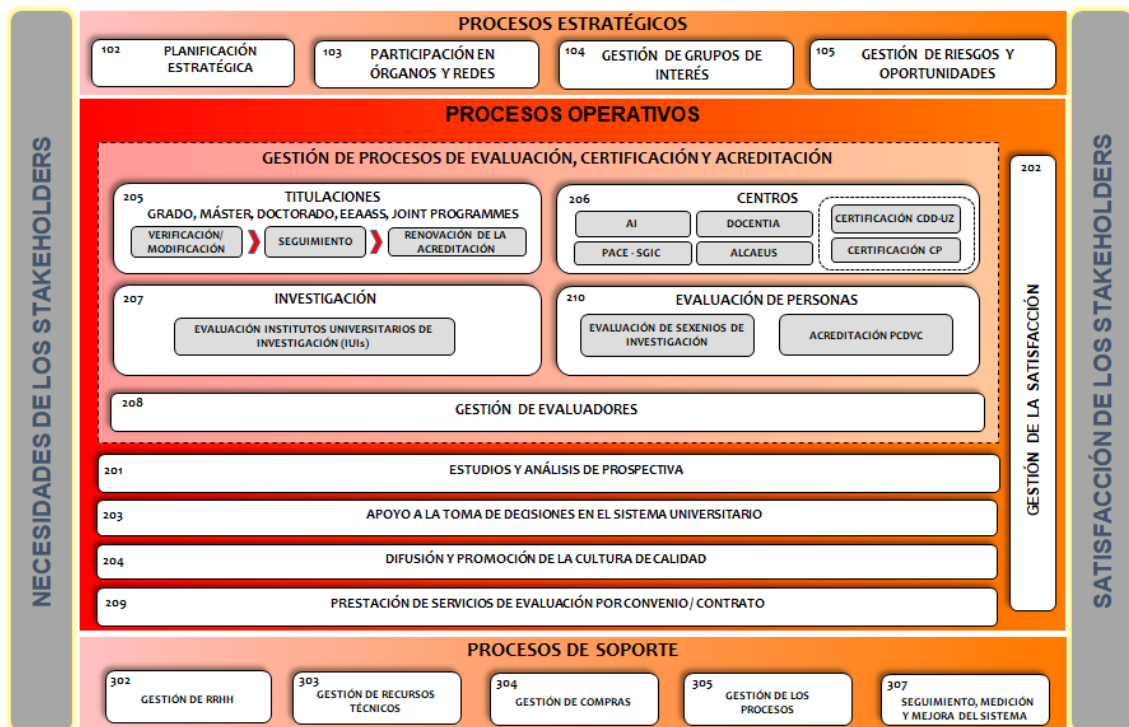 NECESIDADES DE LOS STAKEHOLDERS
PROCESOS ESTRATÉGICOS
102
PLANIFICACIÓN
ESTRATÉGICA
103
PARTICIPACIÓN EN
ÓRGANOS Y REDES
104
GESTIÓN DE GRUPOS DE
INTERÉS
105
GESTIÓN DE RIESGOS Y
OPORTUNIDADES
PROCESOS OPERATIVOS
GESTIÓN DE PROCESOS DE EVALUACIÓN, CERTIFICACIÓN Y ACREDITACIÓN
205
TITULACIONES
GRADO, MÁSTER, DOCTORADO, EEAASS, JOINT PROGRAMMES
VERIFICACIÓN/
MODIFICACIÓN
SEGUIMIENTO
RENOVACIÓN DE LA
ACREDITACIÓN
206
CENTROS
AI
DOCENTIA
CERTIFICACIÓN CDD-UZ
PACE - SGIC
ALCAEUS
CERTIFICACIÓN CP
207
INVESTIGACIÓN
EVALUACIÓN INSTITUTOS UNIVERSITARIOS DE
INVESTIGACIÓN (IUIs)
210
EVALUACIÓN DE PERSONAS
EVALUACIÓN DE SEXENIOS DE
INVESTIGACIÓN
ACREDITACIÓN PCDVC
208
GESTIÓN DE EVALUADORES
201
ESTUDIOS Y ANÁLISIS DE PROSPECTIVA
203
APOYO A LA TOMA DE DECISIONES EN EL SISTEMA UNIVERSITARIO
204
DIFUSIÓN Y PROMOCIÓN DE LA CULTURA DE CALIDAD
209
PRESTACIÓN DE SERVICIOS DE EVALUACIÓN POR CONVENIO / CONTRATO
202
GESTIÓN DE LA SATISFACCIÓN
PROCESOS DE SOPORTE
302
GESTIÓN DE RRHH
303
GESTIÓN DE RECURSOS
TÉCNICOS
304
GESTIÓN DE COMPRAS
305
GESTIÓN DE LOS
PROCESOS
307
SEGUIMIENTO, MEDICIÓN
Y MEJORA DEL SISTEMA
SATISFACCIÓN DE LOS STAKEHOLDERS